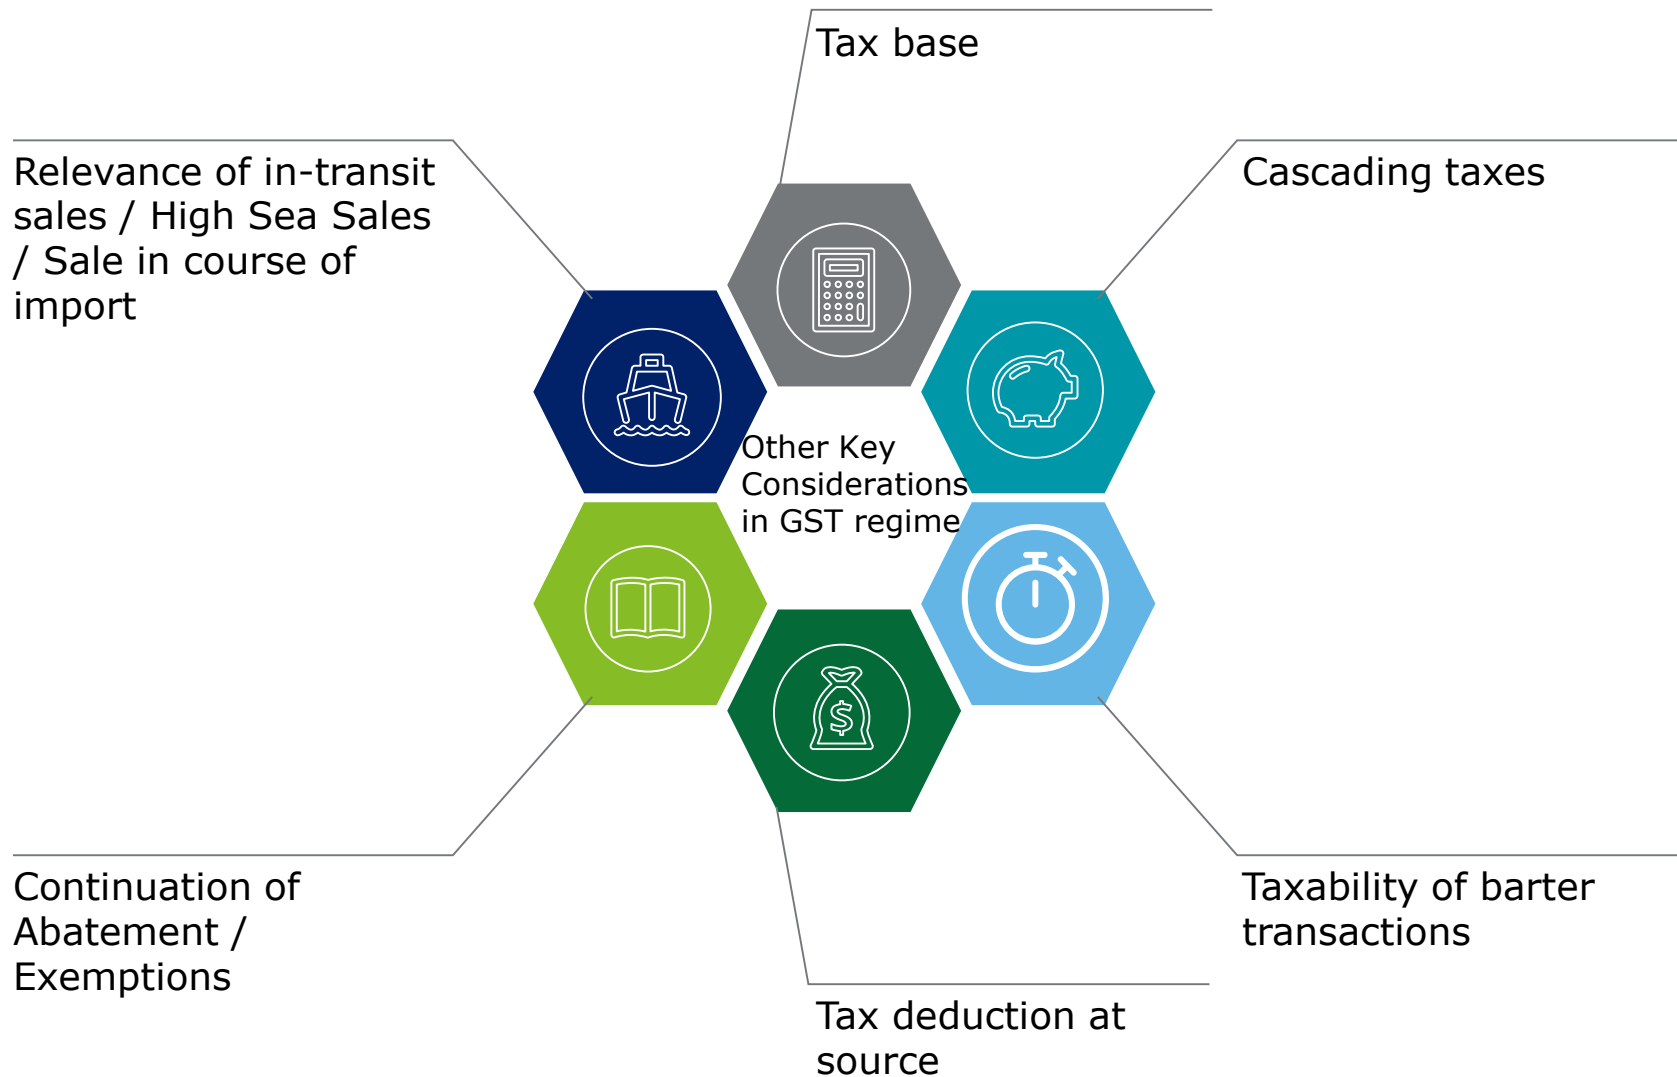 Tax base
Relevance of in-transit
sales / High Sea Sales
/ Sale in course of
import
Cascading taxes
Other Key
Considerations
in GST regime
$
Continuation of
Abatement /
Exemptions
Taxability of barter
transactions
Tax deduction at
source